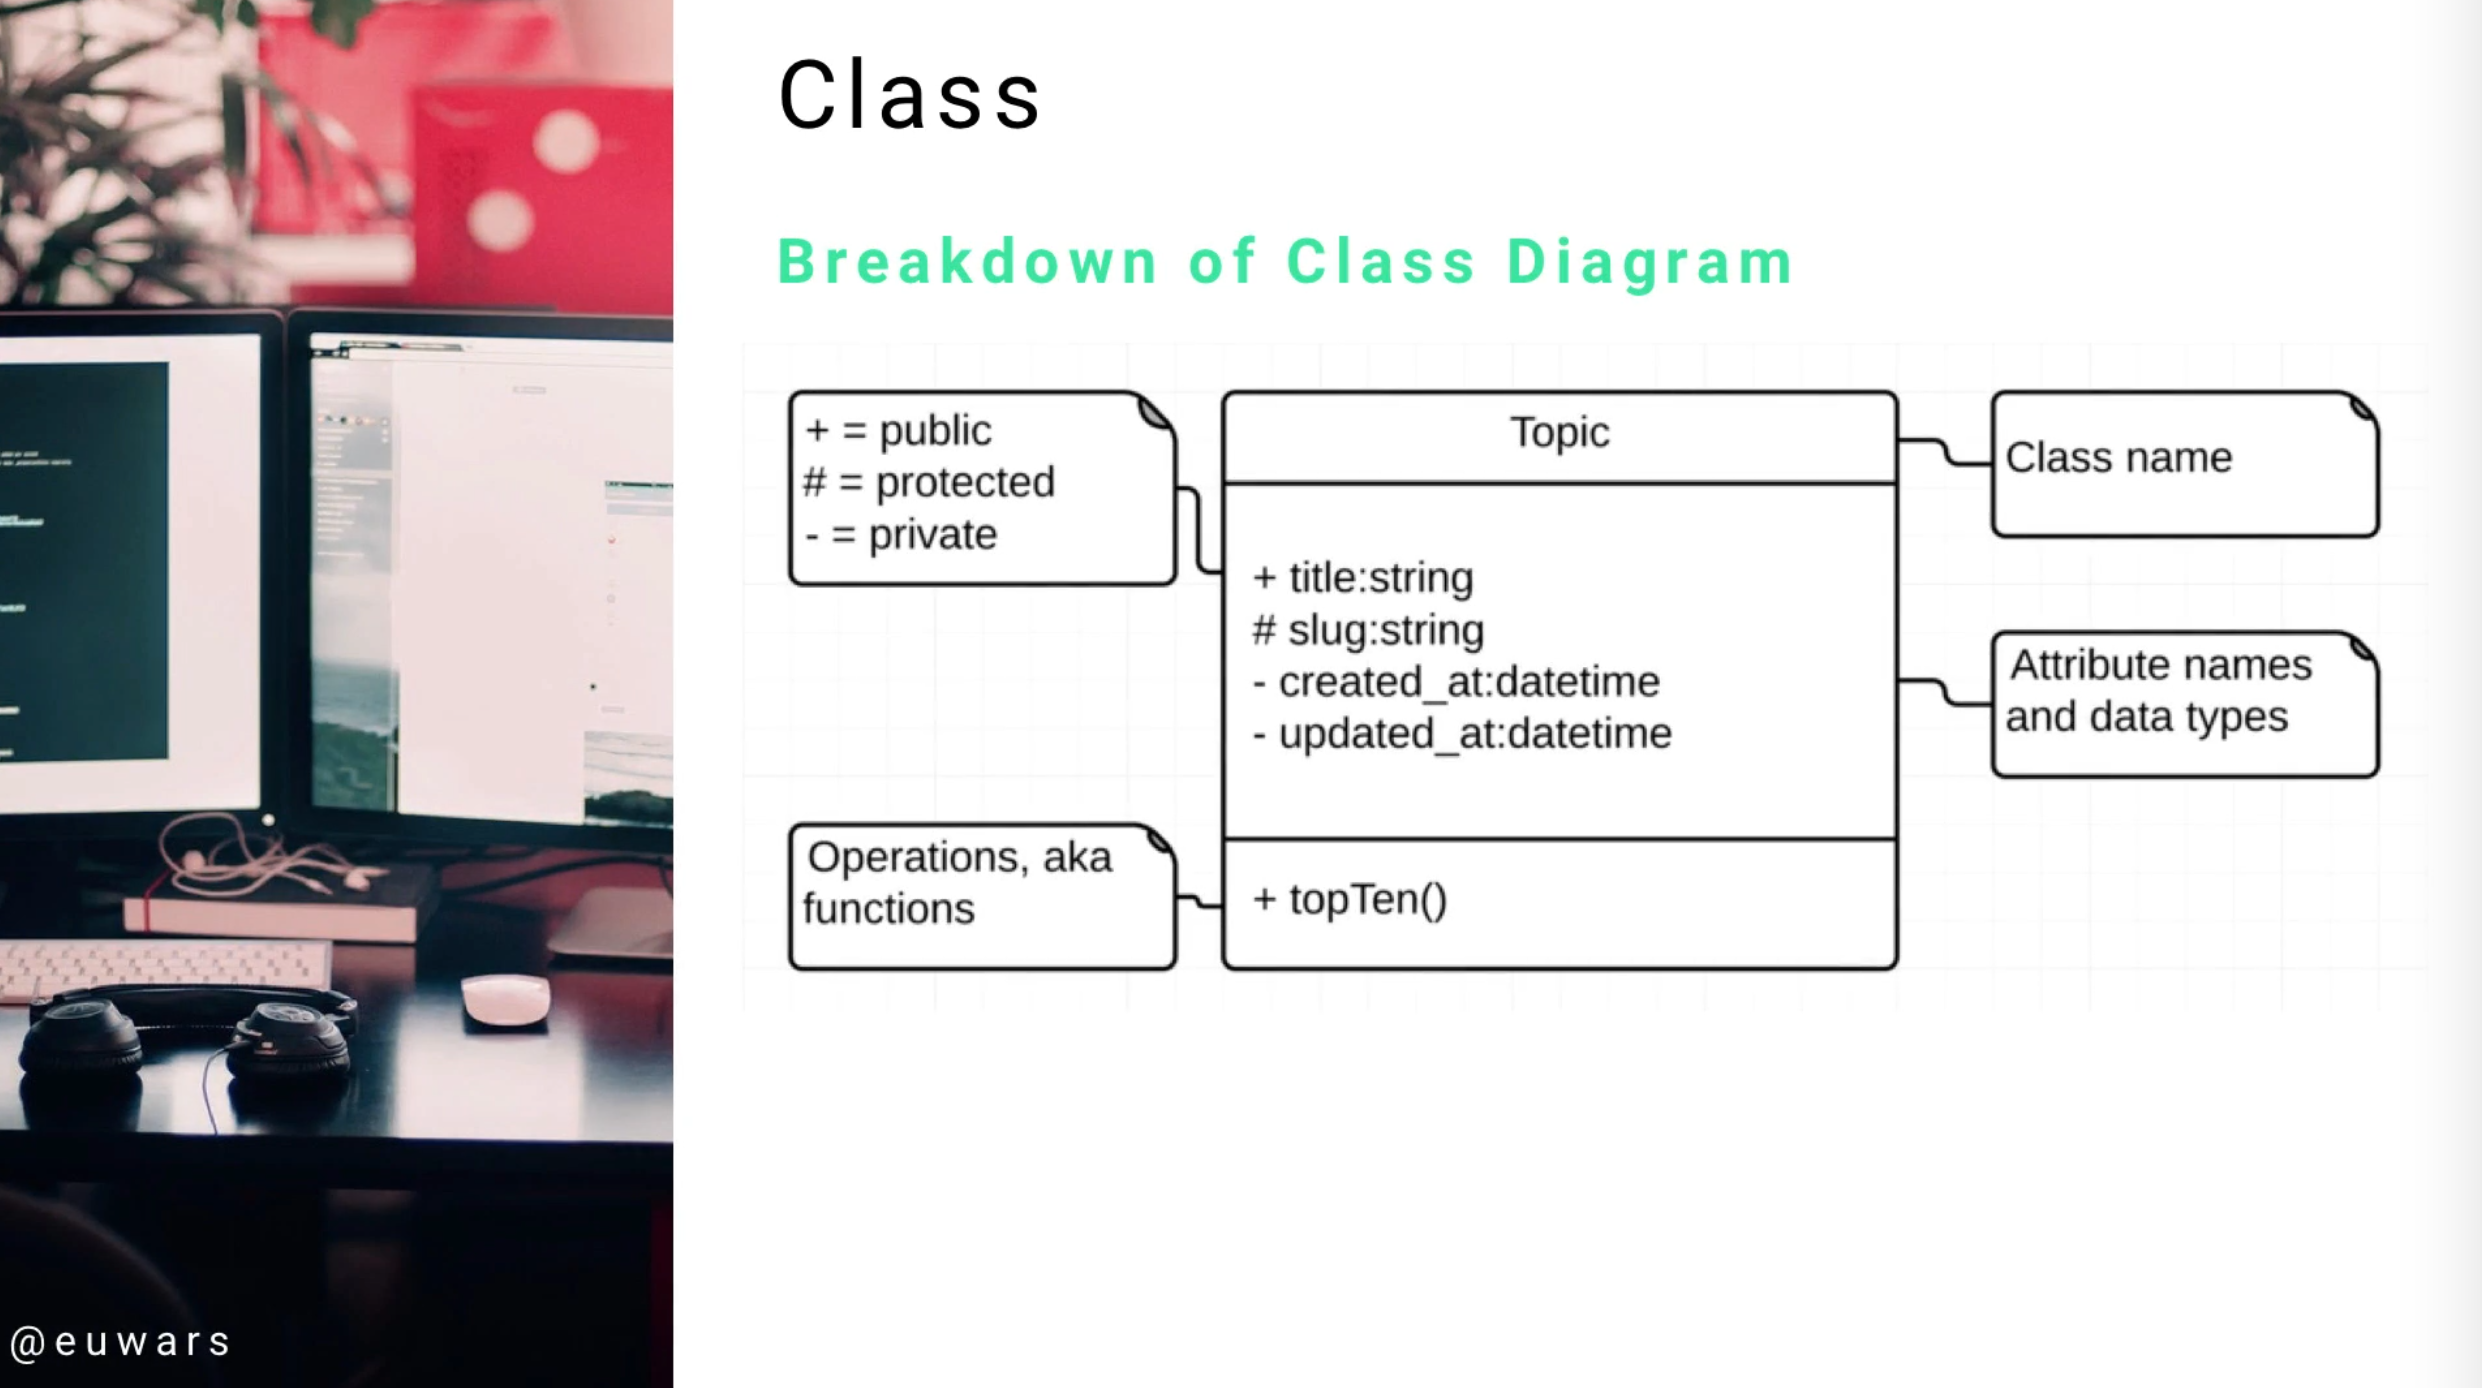 Class
Breakdown of Class Diagram
+ = public
# = protected
- = private
Topic
Class name
+ title:string
# slug:string
- created_at:datetime
- updated_at:datetime
Attribute names
and data types
Operations, aka
functions
+ topTen()
@euwars